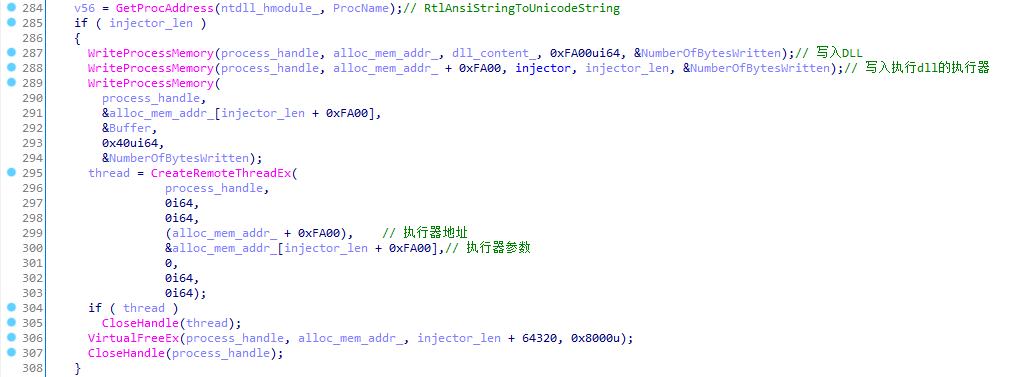 284 v56 = GetProcAddress(ntdll_hmodule_, ProcName);// RtlAnsiStringToUnicodeString
285 if ( injector_len )
286 {
287 WriteProcessMemory(process_handle, alloc_mem_addr_, dll_content_, 0xFA00ui64, &NumberOfBytesWritten);// 写入DLL
288 WriteProcessMemory(process_handle, alloc_mem_addr_ + 0xFA00, injector, injector_len, &NumberOfBytesWritten);// 写入执行dll的执行器
289 WriteProcessMemory(
290 process_handle,
291 &alloc_mem_addr_[injector_len + 0xFA00],
292 &Buffer,
293 0x40ui64,
294 &NumberOfBytesWritten);
295 thread = CreateRemoteThreadEx(
296 process_handle,
297 0i64,
298 0i64,
299 (alloc_mem_addr_ + 0xFA00), // 执行器地址
300 &alloc_mem_addr_[injector_len + 0xFA00],// 执行器参数
301 0,
302 0i64,
303 0i64);
304 if ( thread )
305 CloseHandle(thread);
306 VirtualFreeEx(process_handle, alloc_mem_addr_, injector_len + 64320, 0x8000u);
307 CloseHandle(process_handle);
308 }